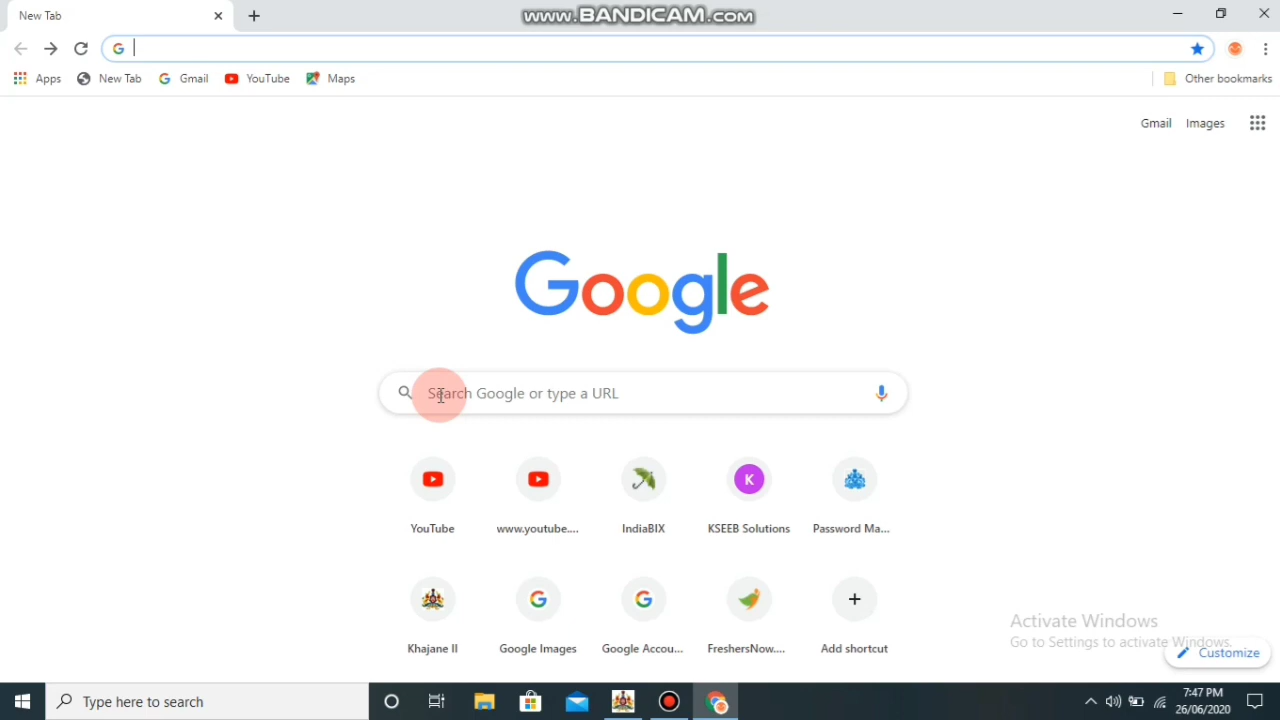 New Tab
www.BANDICAM.com
Apps New Tab Gmail YouTube Maps Other bookmarks
Gmail Images
Google
Search Google or type a URL
YouTube www.youtube.... IndiaBIX K KSEEB Solutions Password Ma...
Khajane II Google Images Google Accou... FreshersNow.... Add shortcut
Activate Windows
Go to Settings to activate Windows.
Customize
Type here to search
7:47 PM
26/06/2020